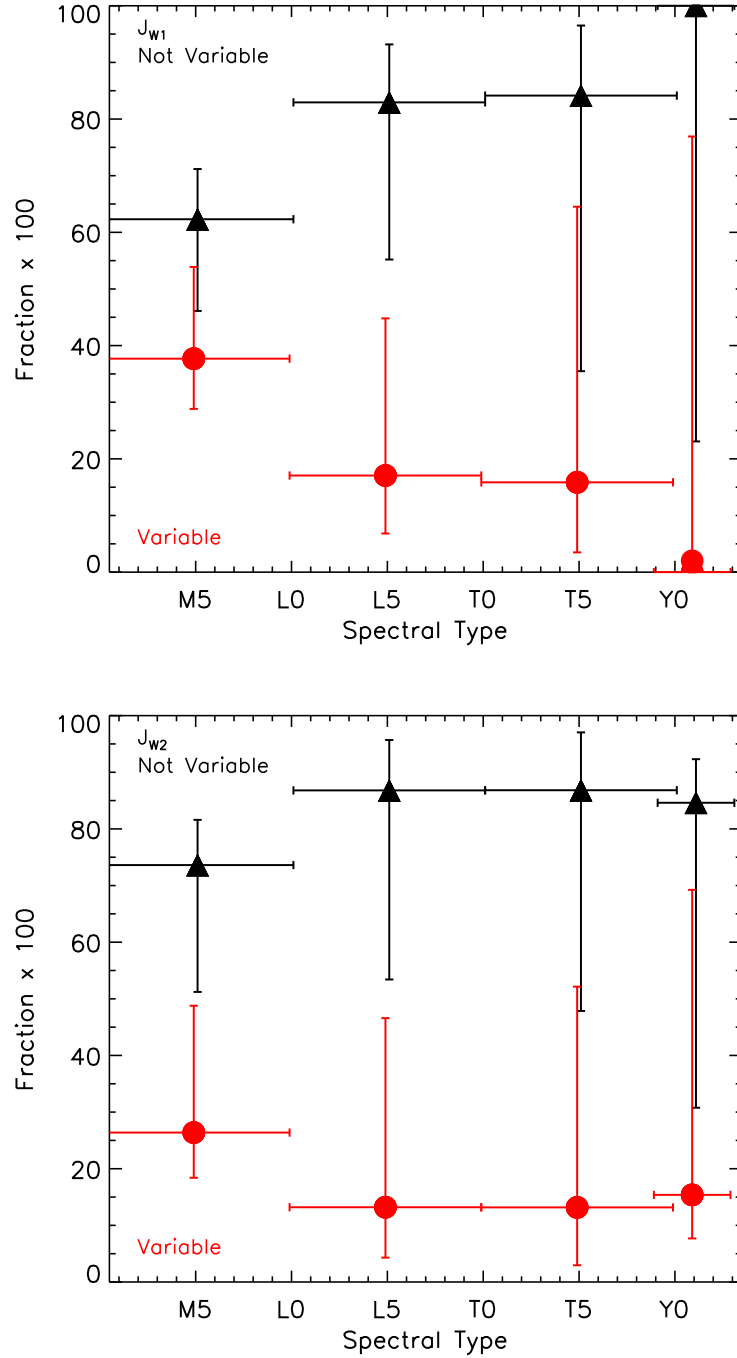 100
J_W1
Not Variable
80
60
Fraction x 100
40
20
Variable
0
M5 L0 L5 T0 T5 Y0
Spectral Type
100
J_W2
Not Variable
80
60
Fraction x 100
40
20
Variable
0
M5 L0 L5 T0 T5 Y0
Spectral Type